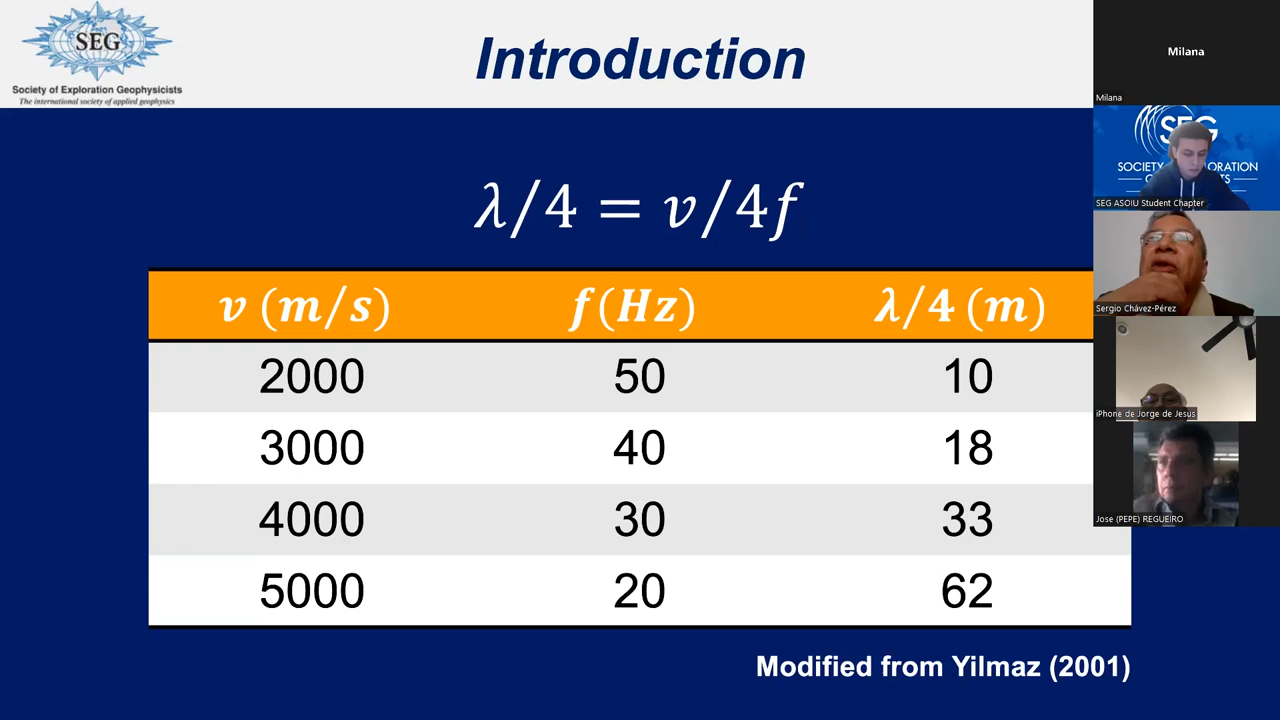 SEG
Society of Exploration Geophysicists
The international society of applied geophysics
Introduction
λ/4 = v/4f
v (m/s) f(Hz) λ/4 (m)
2000 50 10
3000 40 18
4000 30 33
5000 20 62
Modified from Yilmaz (2001)
Milana
Milana
SEG
SOCIETY
SEG ASOIU Student Chapter
Sergio Chávez-Pérez
iPhone de Jorge de Jesus
Jose (PEPE) REGUEIRO